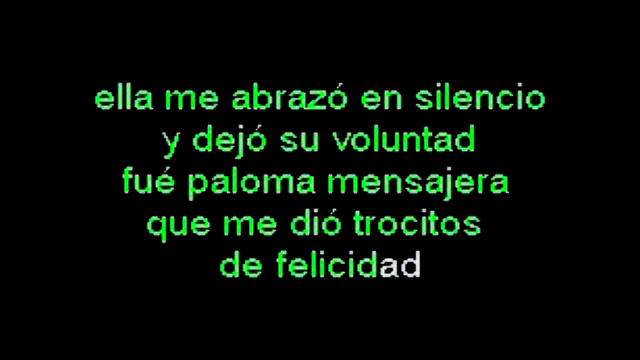 ella me abrazó en silencio
y dejó su voluntad
fué paloma mensajera
que me dió trocitos
de felicidad